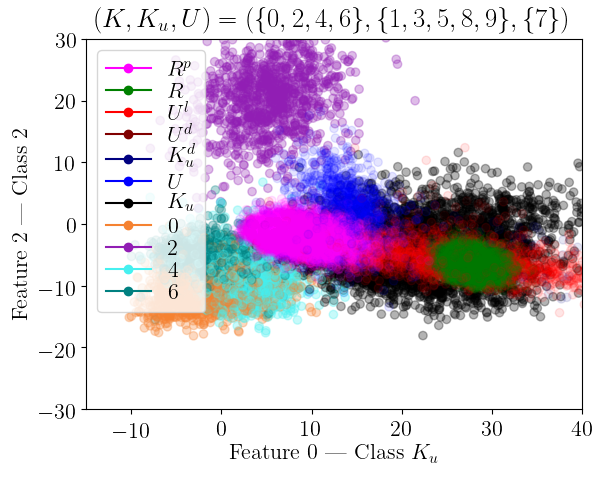 (K, K_u, U) = ({0, 2, 4, 6}, {1, 3, 5, 8, 9}, {7})
Feature 2 — Class 2
30
20
10
0
−10
−20
−30
R^p
R
U^l
U^d
K_u^d
U
K_u
0
2
4
6
−10 0 10 20 30 40
Feature 0 — Class K_u